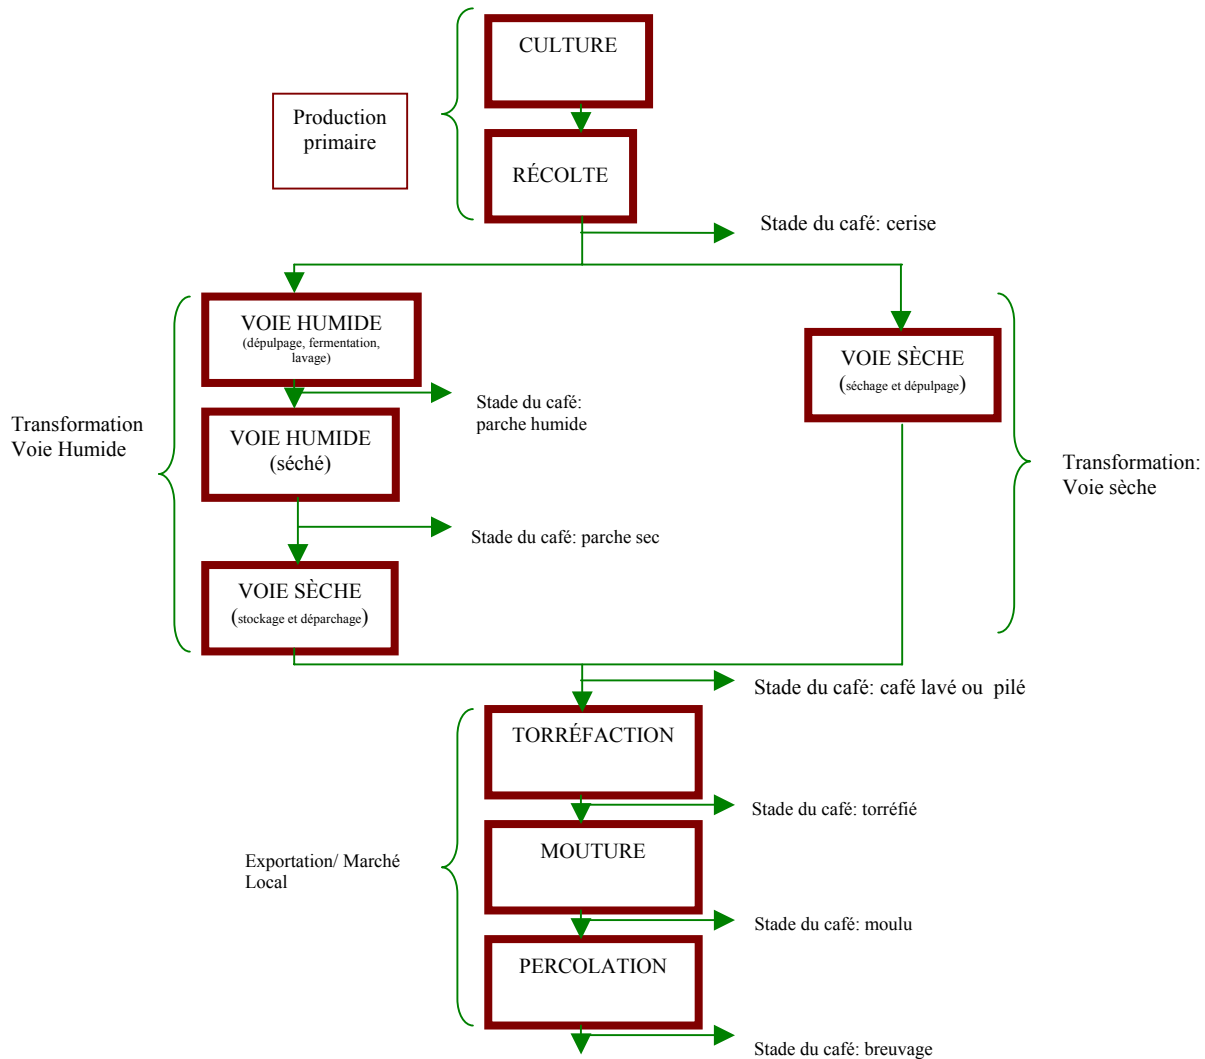 CULTURE
Production
primaire
RÉCOLTE
Stade du café: cerise
VOIE HUMIDE
(dépulpage, fermentation,
lavage)
VOIE SÈCHE
(séchage et dépulpage)
Stade du café:
parche humide
Transformation
Voie Humide
VOIE HUMIDE
(séché)
Transformation:
Voie sèche
Stade du café: parche sec
VOIE SÈCHE
(stockage et déparchage)
Stade du café: café lavé ou  pilé
TORRÉFACTION
Stade du café: torréfié
MOUTURE
Exportation/ Marché
Local
Stade du café: moulu
PERCOLATION
Stade du café: breuvage